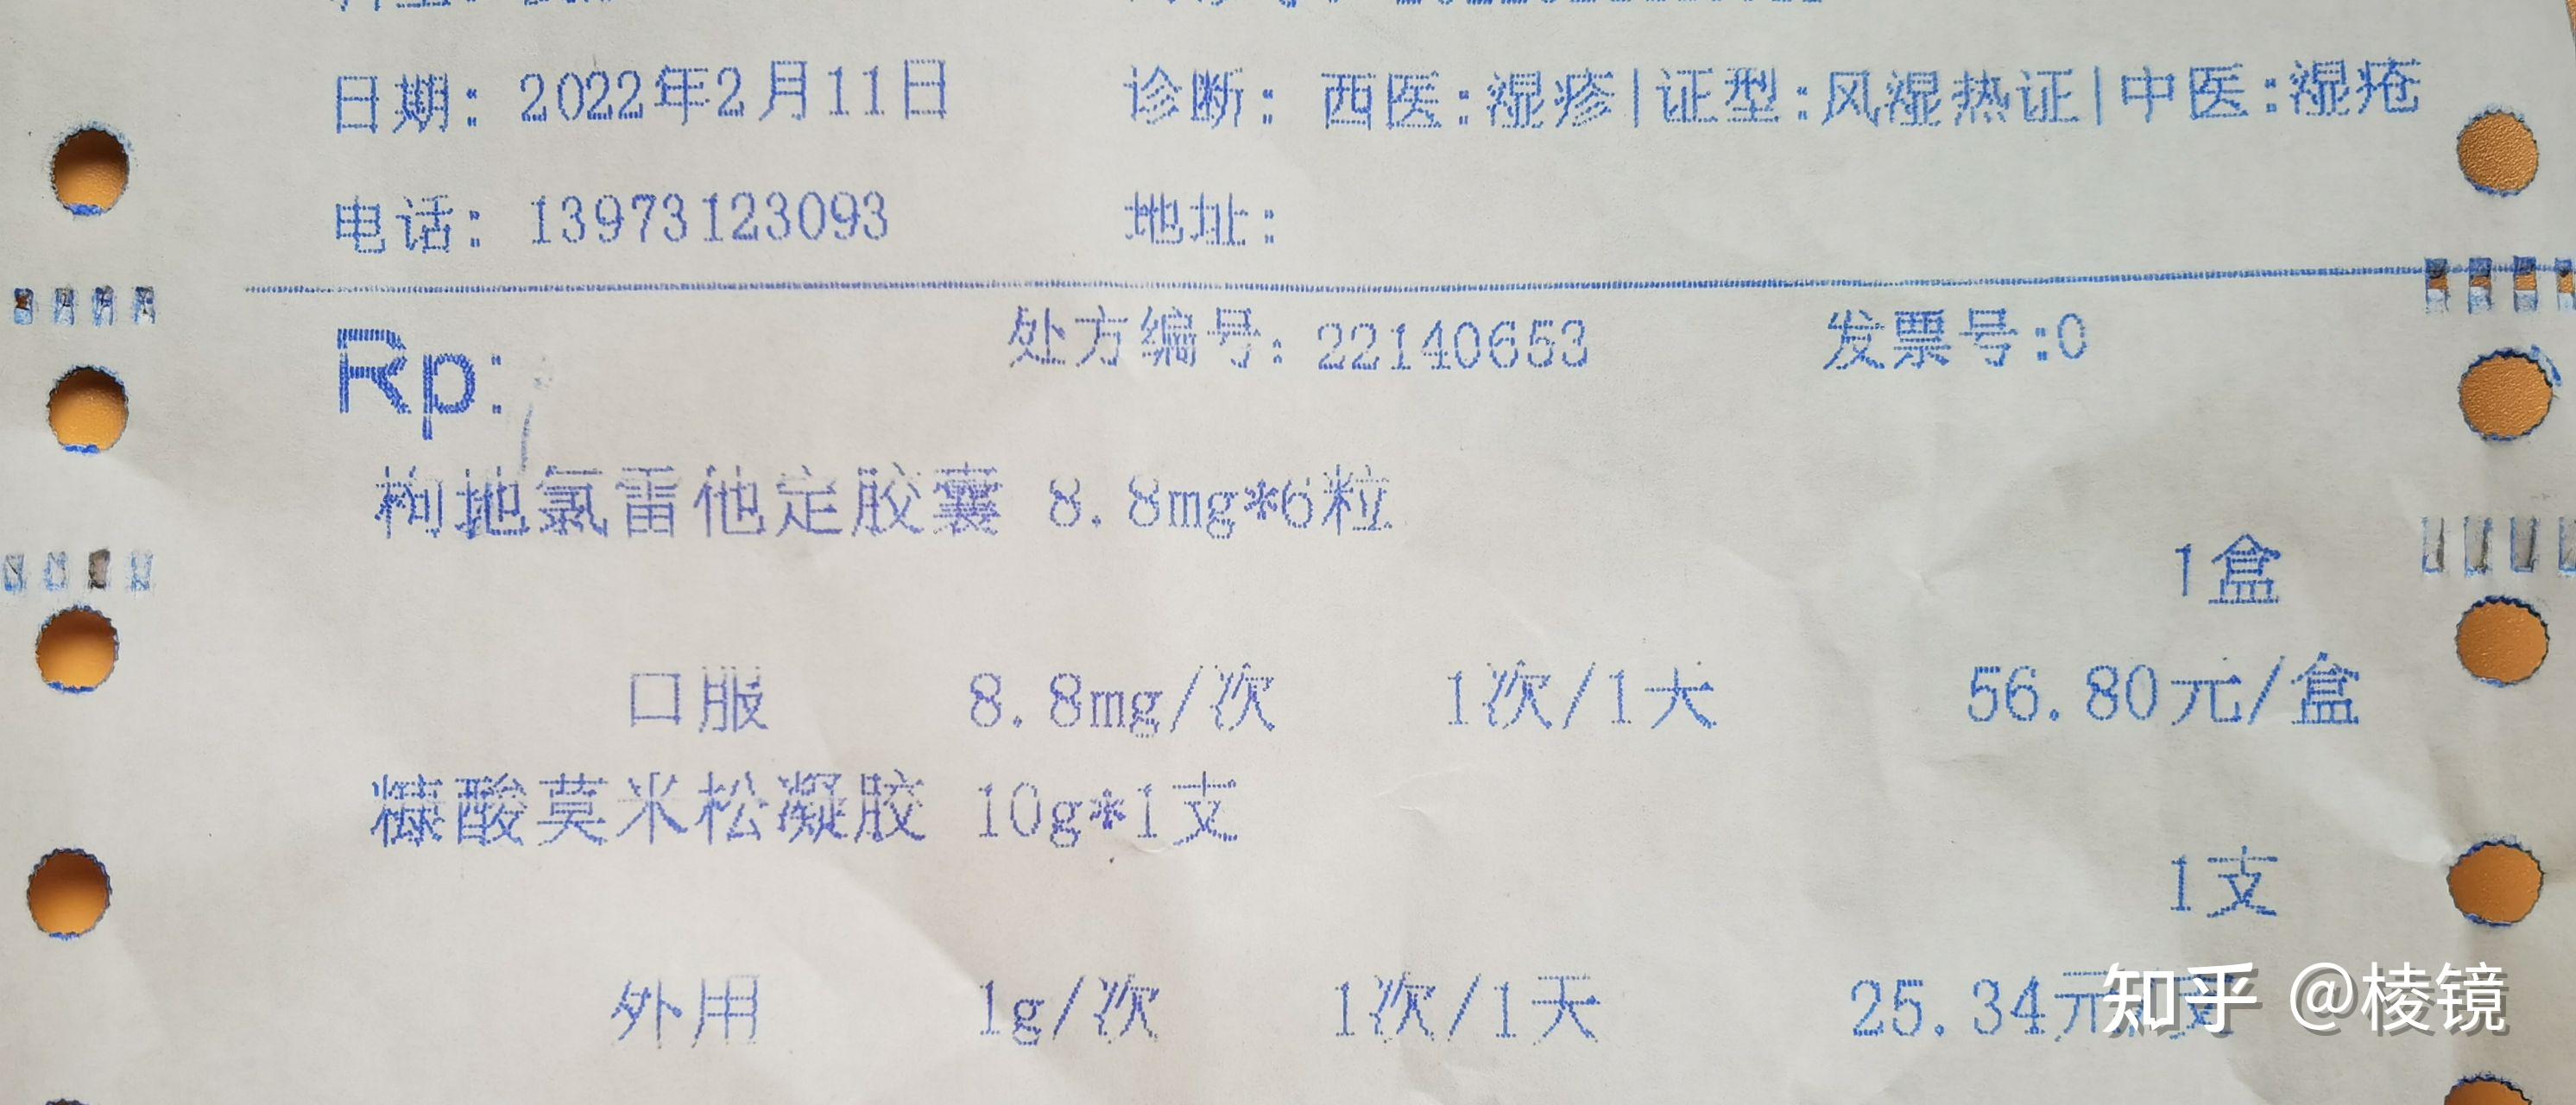 日期：2022年2月11日 诊断：西医:湿疹|证型:风湿热证|中医:湿疮
电话：13973123093 地址：
处方编号：22140653 发票号:0
Rp:
枸地氯雷他定胶囊 8.8mg*6粒
1盒
口服 8.8mg/次 1次/1天 56.80元/盒
糠酸莫米松凝胶 10g*1支
1支
外用 1g/次 1次/1天 25.34元
知乎 @棱镜